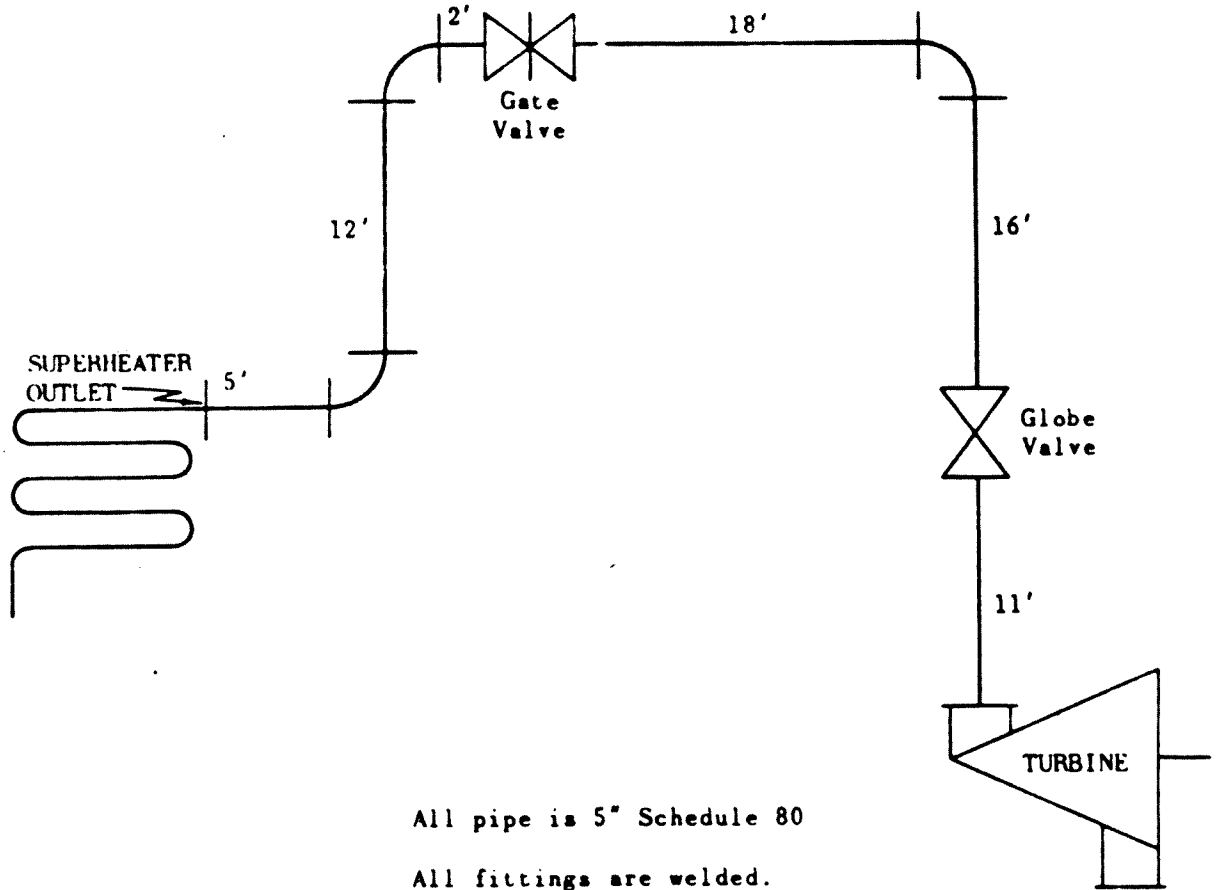 2'
18'
Gate
Valve
12'
16'
SUPERHEATER
OUTLET
5'
Globe
Valve
11'
TURBINE
All pipe is 5" Schedule 80
All fittings are welded.